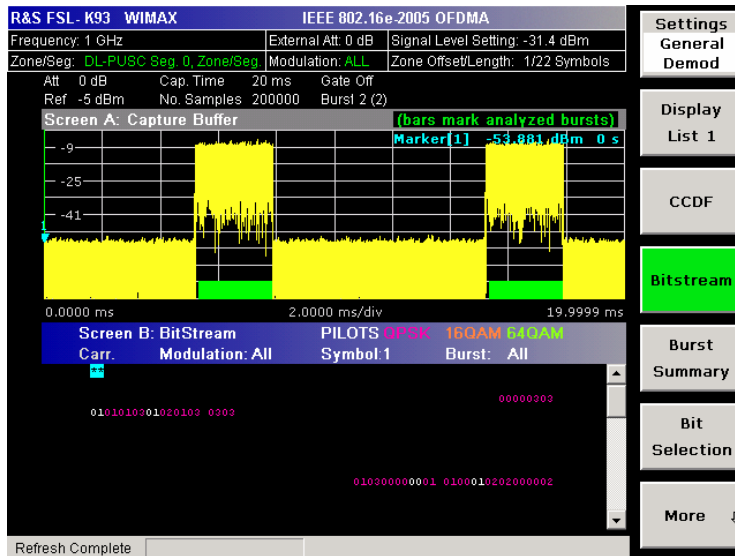 R&S FSL-K93 WIMAX IEEE 802.16e-2005 OFDMA
Frequency: 1 GHz External Att: 0 dB Signal Level Setting: -31.4 dBm
Zone/Seg: DL-PUSC Seg. 0, Zone/Seg. Modulation: ALL Zone Offset/Length: 1/22 Symbols
Att 0 dB Cap. Time 20 ms Gate Off
Ref -5 dBm No. Samples 200000 Burst 2 (2)
Screen A: Capture Buffer (bars mark analyzed bursts)
Marker[1] -53.881 dBm 0 s
-9
-25
-41
1
0.0000 ms 2.0000 ms/div 19.9999 ms
Screen B: BitStream PILOTS QPSK 16QAM 64QAM
Carr. Modulation: All Symbol:1 Burst: All
**
00000303
0101010301020103 0303
010300000001 0100010202000002
Refresh Complete
Settings
General
Demod
Display
List 1
CCDF
Bitstream
Burst
Summary
Bit
Selection
More